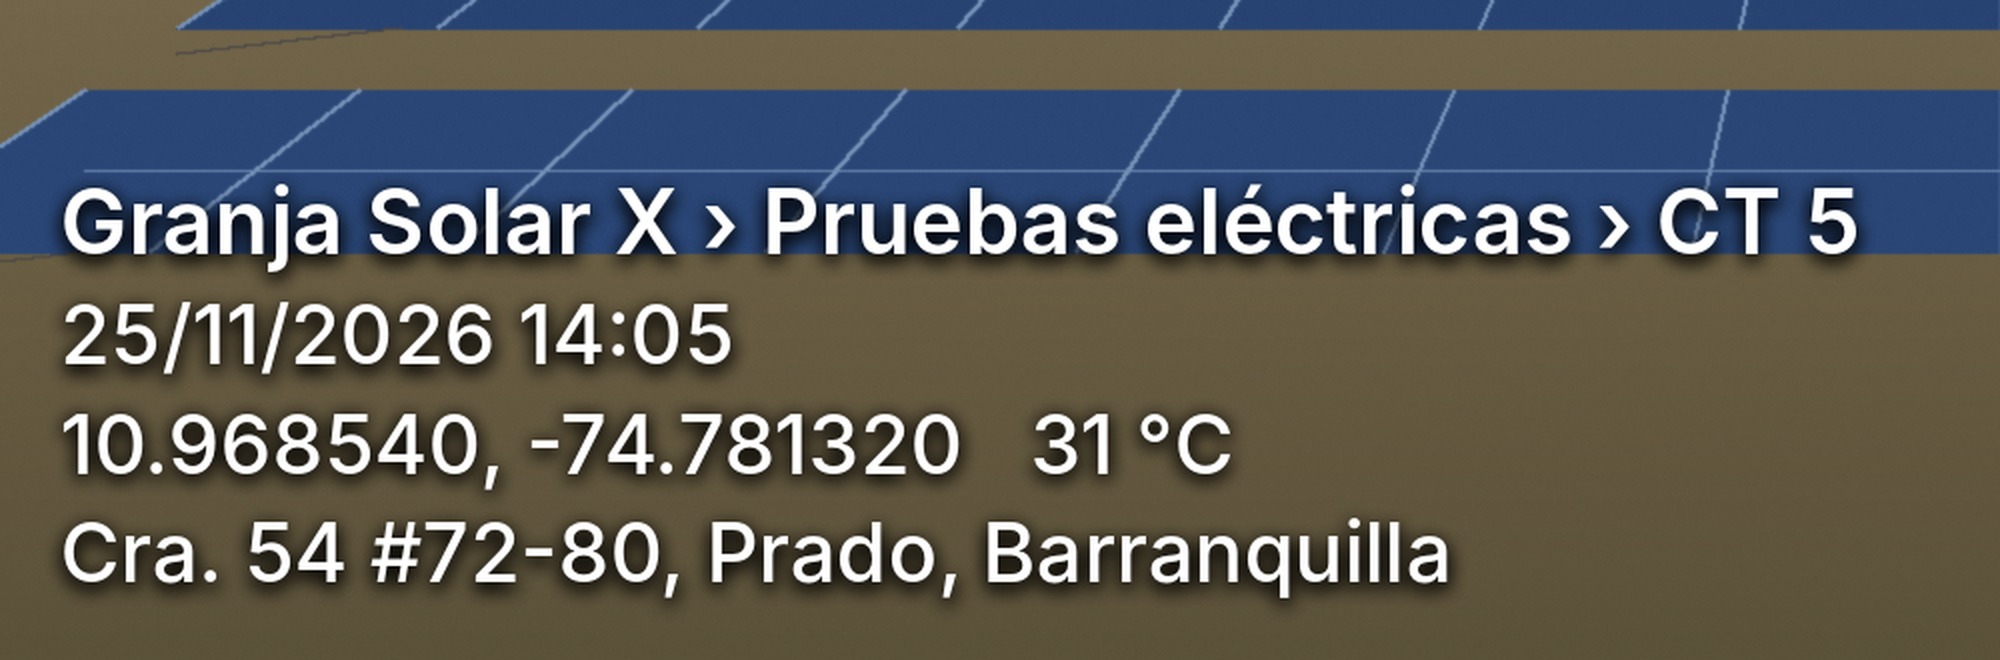 Granja Solar X › Pruebas eléctricas › CT 5
25/11/2026 14:05
10.968540, -74.781320   31 °C
Cra. 54 #72-80, Prado, Barranquilla